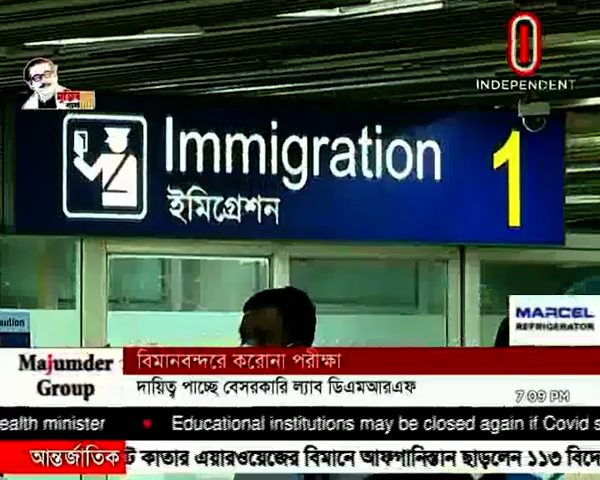 INDEPENDENT
Immigration
ইমিগ্রেশন
1
aution
MARCEL
REFRIGERATOR
Majumder
Group
বিমানবন্দরে করোনা পরীক্ষা
দায়িত্ব পাচ্ছে বেসরকারি ল্যাব ডিএমআরএফ
7:09 PM
ealth minister • Educational institutions may be closed again if Covid s
আন্তর্জাতিক ট কাতার এয়ারওয়েজের বিমানে আফগানিস্তান ছাড়লেন ১১৩ বিদে